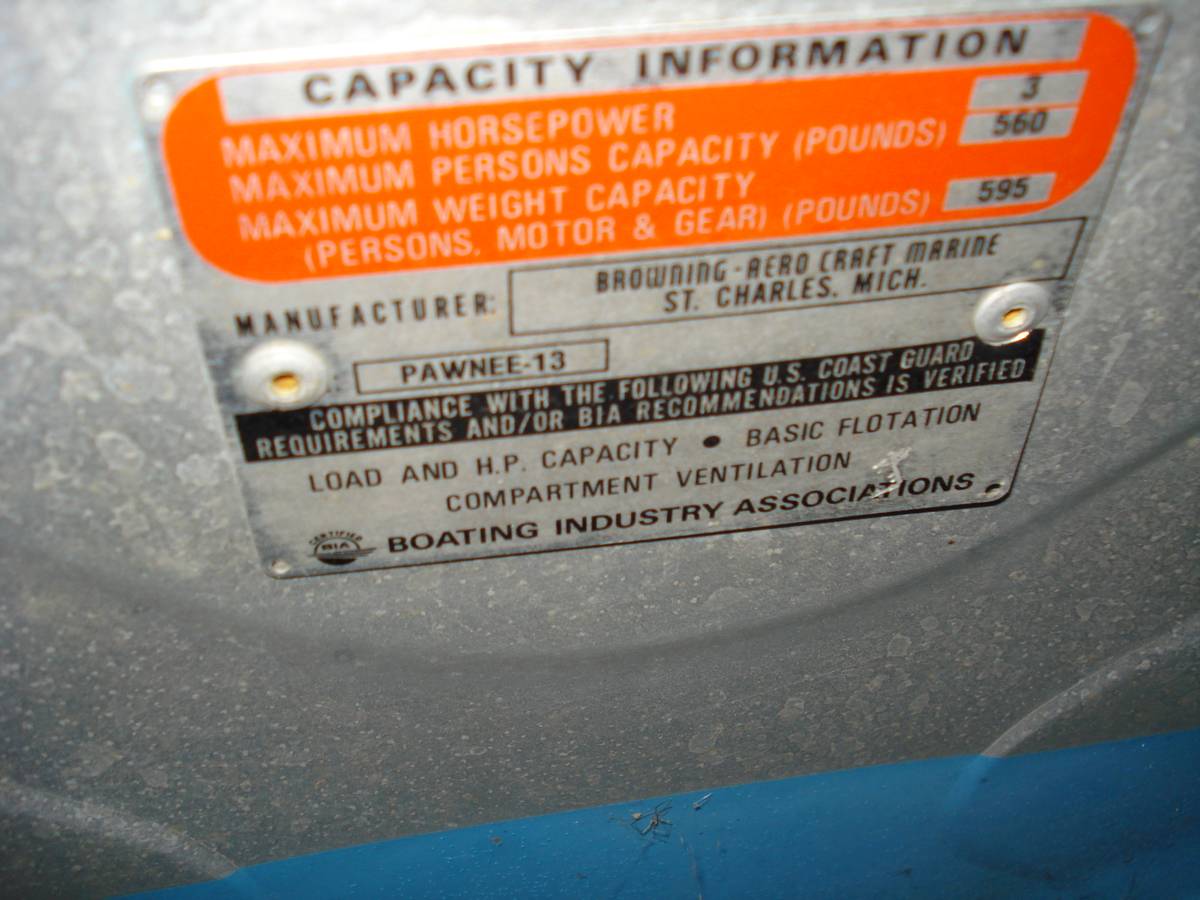 CAPACITY INFORMATION
MAXIMUM HORSEPOWER 3
MAXIMUM PERSONS CAPACITY (POUNDS) 560
MAXIMUM WEIGHT CAPACITY
(PERSONS, MOTOR & GEAR) (POUNDS) 595
MANUFACTURER: BROWNING-AERO CRAFT MARINE
ST. CHARLES, MICH.
PAWNEE-13
COMPLIANCE WITH THE FOLLOWING U.S. COAST GUARD
REQUIREMENTS AND/OR BIA RECOMMENDATIONS IS VERIFIED
LOAD AND H.P. CAPACITY • BASIC FLOTATION
COMPARTMENT VENTILATION
CERTIFIED
BIA
BOATING INDUSTRY ASSOCIATIONS